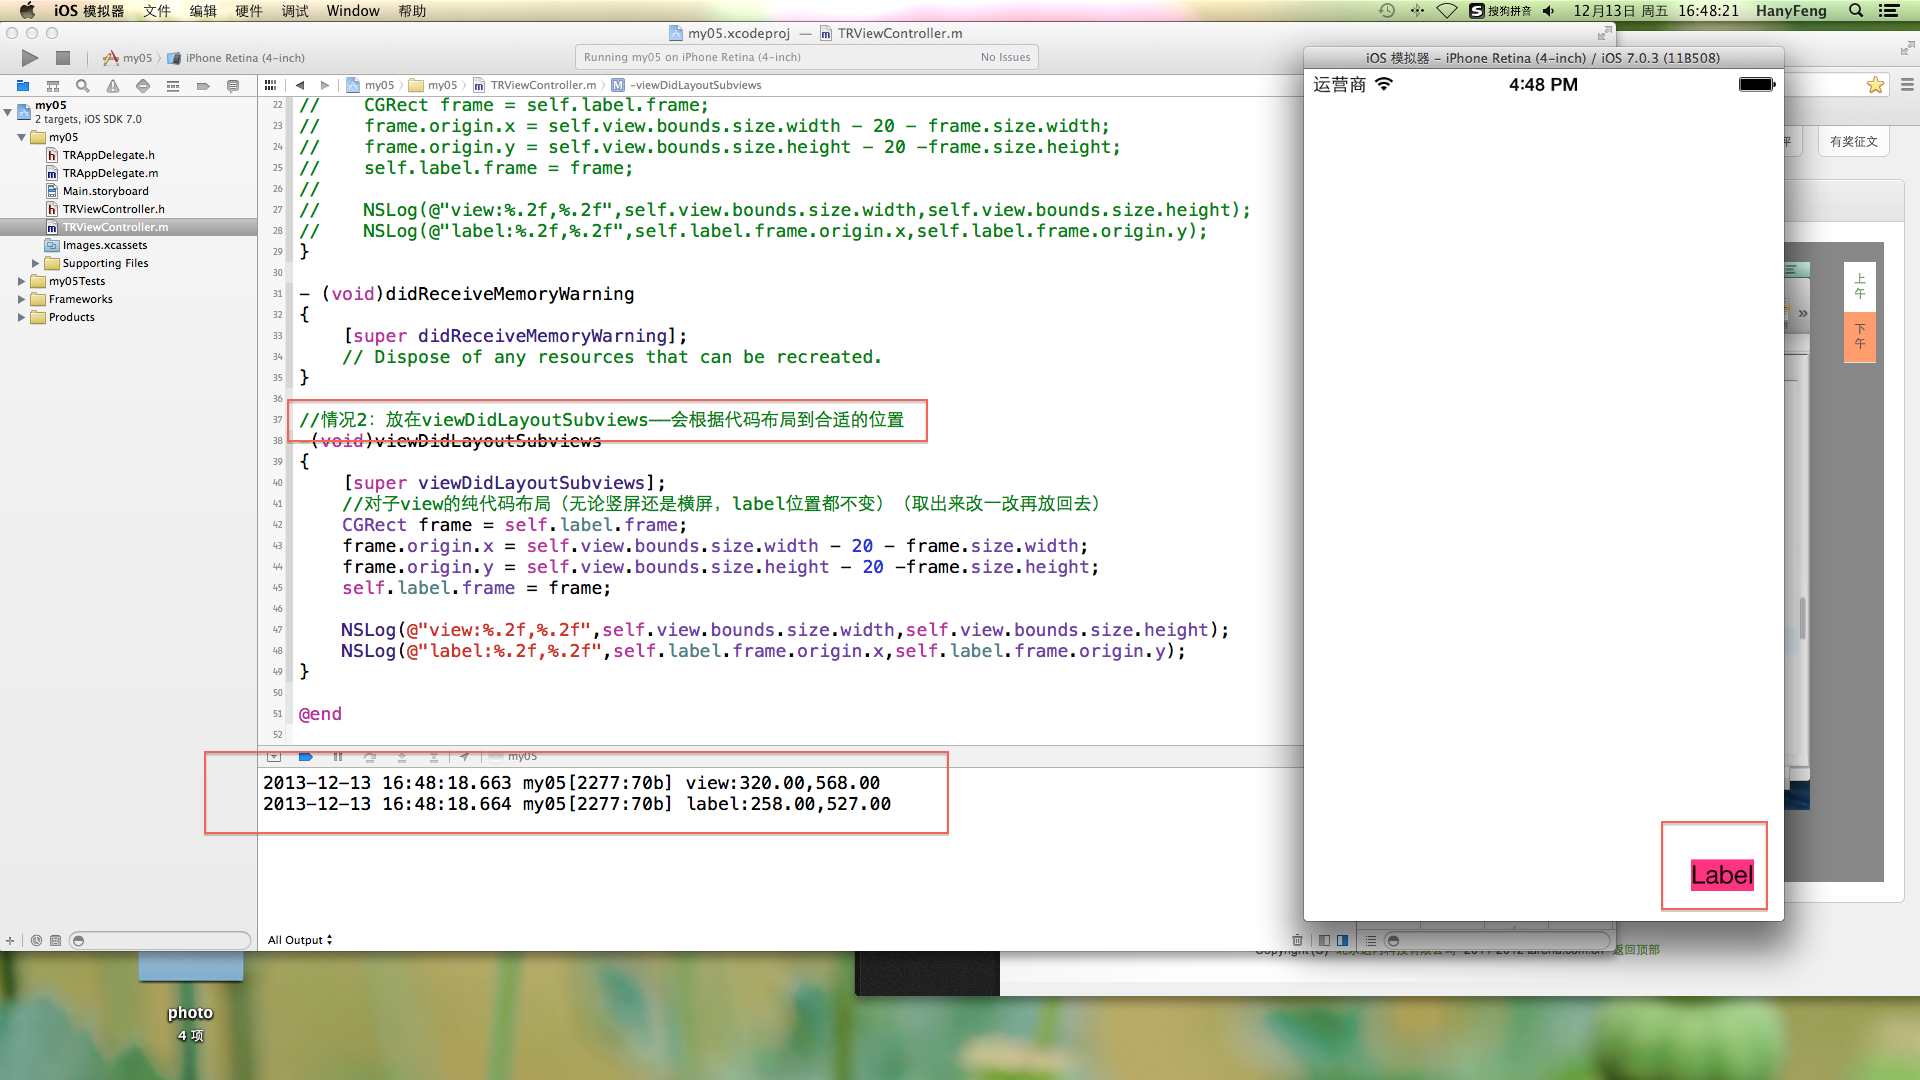 iOS 模拟器 文件 编辑 硬件 调试 Window 帮助
搜狗拼音 12月13日 周五 16:48:21 HanyFeng
my05.xcodeproj — TRViewController.m
my05 iPhone Retina (4-inch)
Running my05 on iPhone Retina (4-inch) No Issues
my05 my05 TRViewController.m -viewDidLayoutSubviews
my05
2 targets, iOS SDK 7.0
my05
TRAppDelegate.h
TRAppDelegate.m
Main.storyboard
TRViewController.h
TRViewController.m
Images.xcassets
Supporting Files
my05Tests
Frameworks
Products
22 // CGRect frame = self.label.frame;
23 // frame.origin.x = self.view.bounds.size.width - 20 - frame.size.width;
24 // frame.origin.y = self.view.bounds.size.height - 20 -frame.size.height;
25 // self.label.frame = frame;
26 //
27 // NSLog(@"view:%.2f,%.2f",self.view.bounds.size.width,self.view.bounds.size.height);
28 // NSLog(@"label:%.2f,%.2f",self.label.frame.origin.x,self.label.frame.origin.y);
29 }
30
31 - (void)didReceiveMemoryWarning
32 {
33 [super didReceiveMemoryWarning];
34 // Dispose of any resources that can be recreated.
35 }
36
37 //情况2：放在viewDidLayoutSubviews——会根据代码布局到合适的位置
38 -(void)viewDidLayoutSubviews
39 {
40 [super viewDidLayoutSubviews];
41 //对子view的纯代码布局（无论竖屏还是横屏，label位置都不变）（取出来改一改再放回去）
42 CGRect frame = self.label.frame;
43 frame.origin.x = self.view.bounds.size.width - 20 - frame.size.width;
44 frame.origin.y = self.view.bounds.size.height - 20 -frame.size.height;
45 self.label.frame = frame;
46
47 NSLog(@"view:%.2f,%.2f",self.view.bounds.size.width,self.view.bounds.size.height);
48 NSLog(@"label:%.2f,%.2f",self.label.frame.origin.x,self.label.frame.origin.y);
49 }
50
51 @end
52
my05
2013-12-13 16:48:18.663 my05[2277:70b] view:320.00,568.00
2013-12-13 16:48:18.664 my05[2277:70b] label:258.00,527.00
All Output
iOS 模拟器 - iPhone Retina (4-inch) / iOS 7.0.3 (11B508)
运营商 4:48 PM
Label
有奖征文
上午
下午
返回顶部
photo
4 项